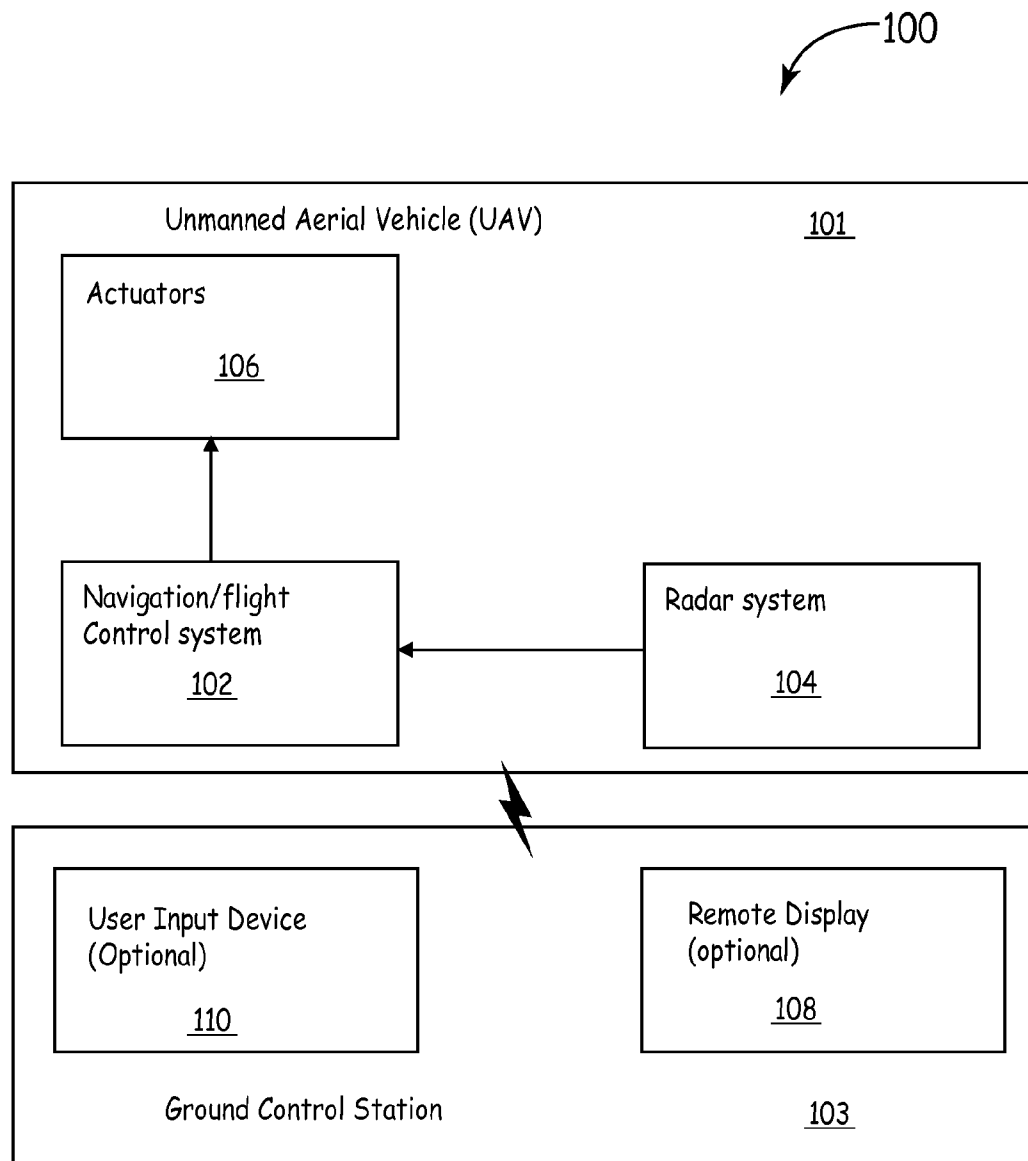 100
Unmanned Aerial Vehicle (UAV)
101
Actuators
106
Navigation/flight
Control system
102
Radar system
104
User Input Device
(Optional)
110
Remote Display
(optional)
108
Ground Control Station
103